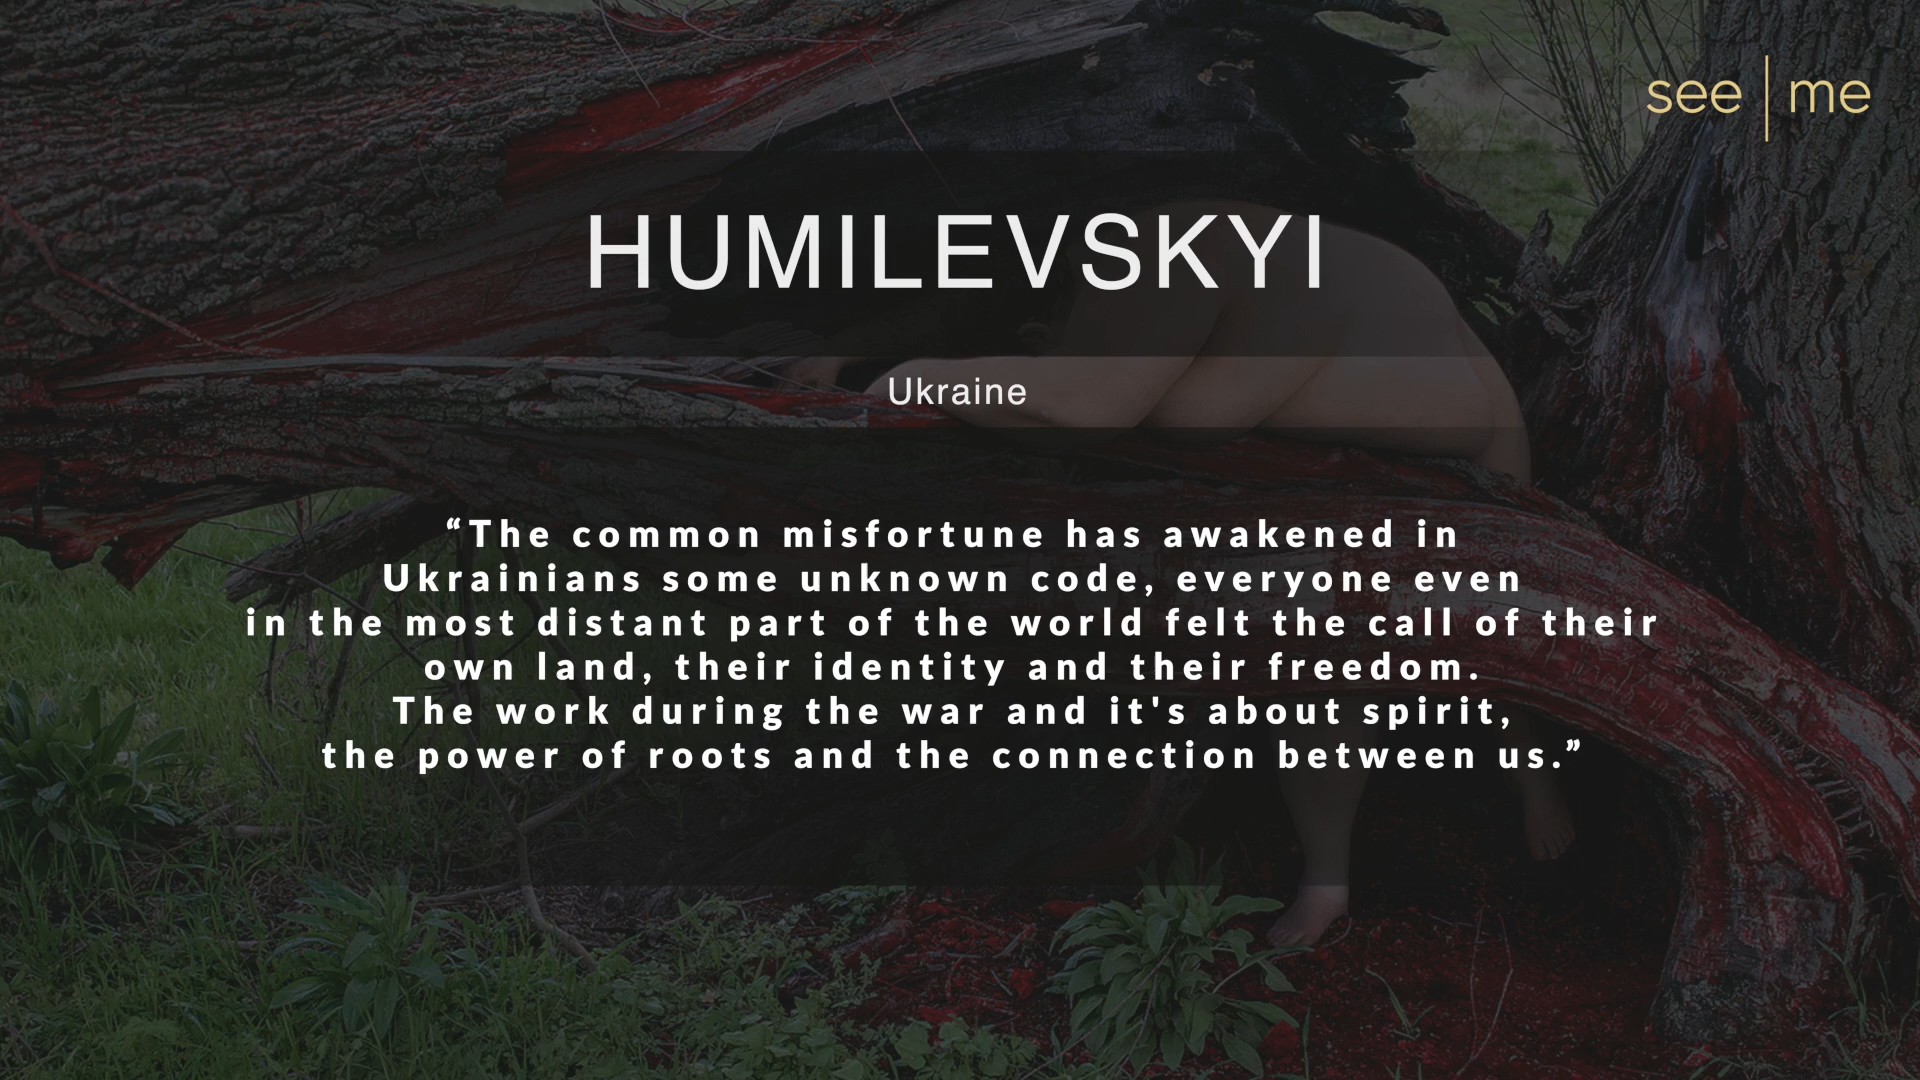 see | me
HUMILEVSKYI
Ukraine
“The common misfortune has awakened in
Ukrainians some unknown code, everyone even
in the most distant part of the world felt the call of their
own land, their identity and their freedom.
The work during the war and it's about spirit,
the power of roots and the connection between us.”